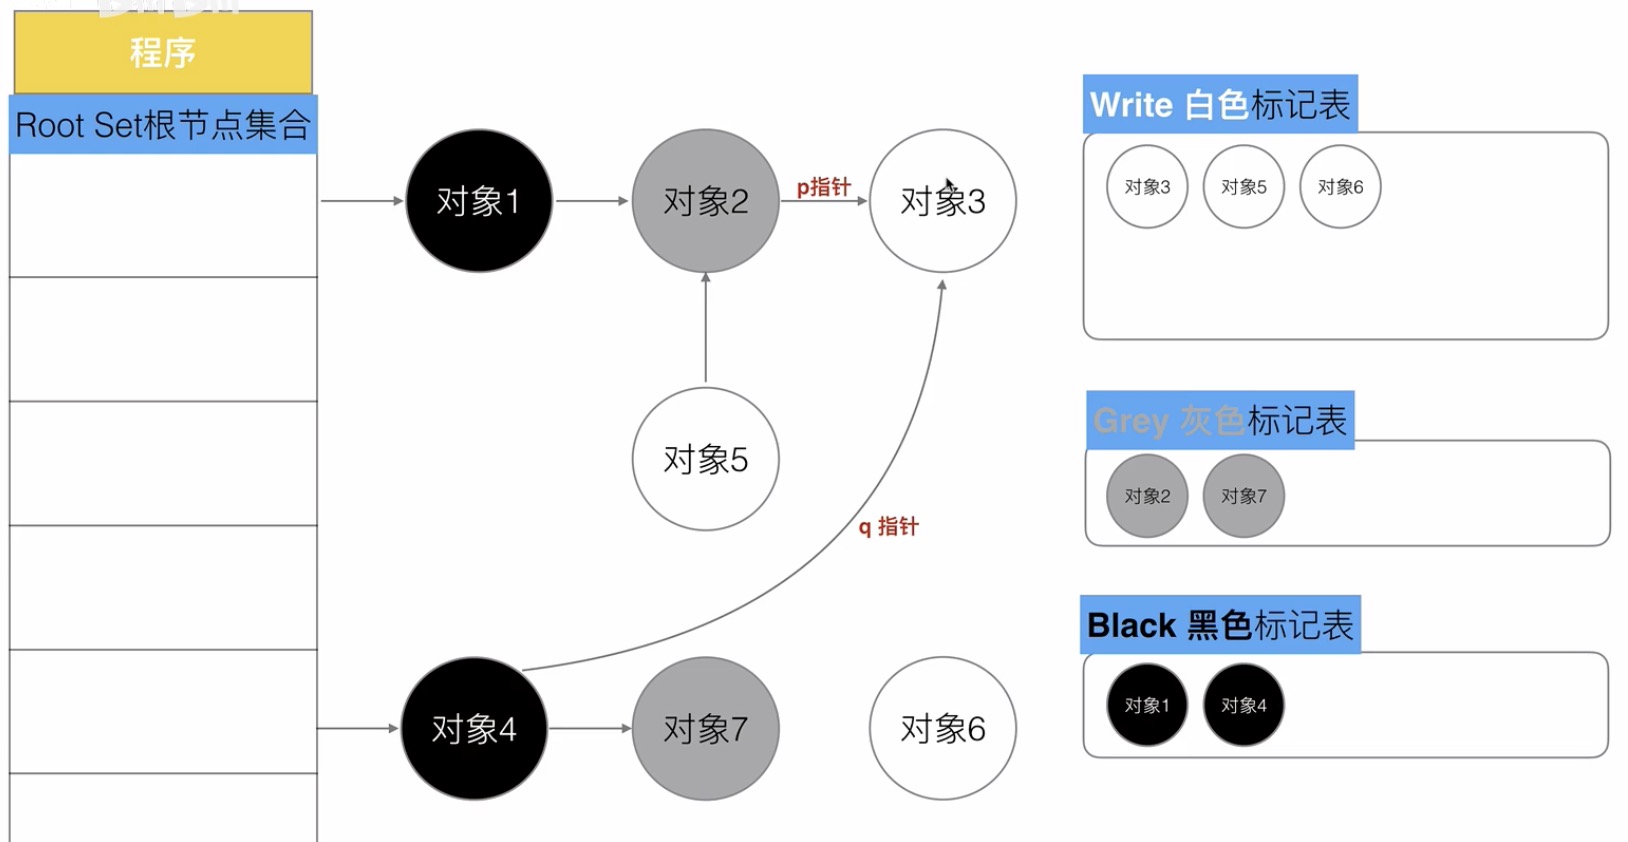 程序
Root Set根节点集合
对象1
对象2
p指针
对象3
对象5
q 指针
对象4
对象7
对象6
Write 白色标记表
对象3
对象5
对象6
Grey 灰色标记表
对象2
对象7
Black 黑色标记表
对象1
对象4